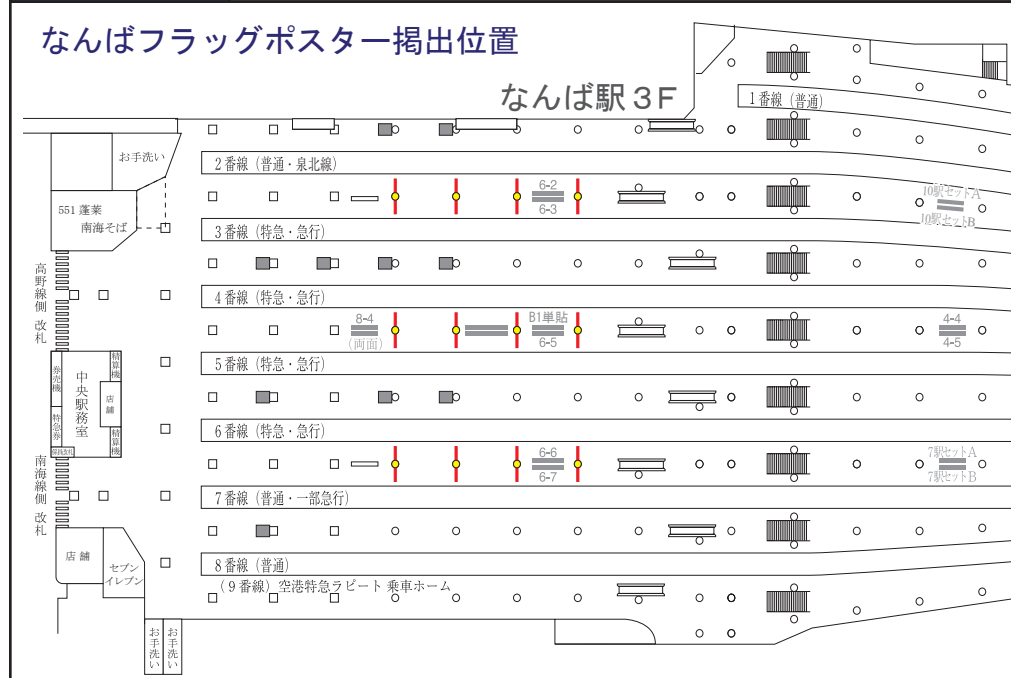 なんばフラッグポスター掲出位置
なんば駅3F
1番線(普通)
お手洗い
2番線(普通・泉北線)
6-2
6-3
10駅セットA
10駅セットB
551蓬莱
南海そば
3番線(特急・急行)
高野線側 改札
4番線(特急・急行)
8-4
(両面)
B1単貼
6-5
4-4
4-5
5番線(特急・急行)
券売機
特急券
中央駅務室
精算機
店舗
精算機
6番線(特急・急行)
6-6
6-7
7駅セットA
7駅セットB
南海線側 改札
7番線(普通・一部急行)
店舗
セブン
イレブン
8番線(普通)
(9番線)空港特急ラピート 乗車ホーム
お手洗い
お手洗い